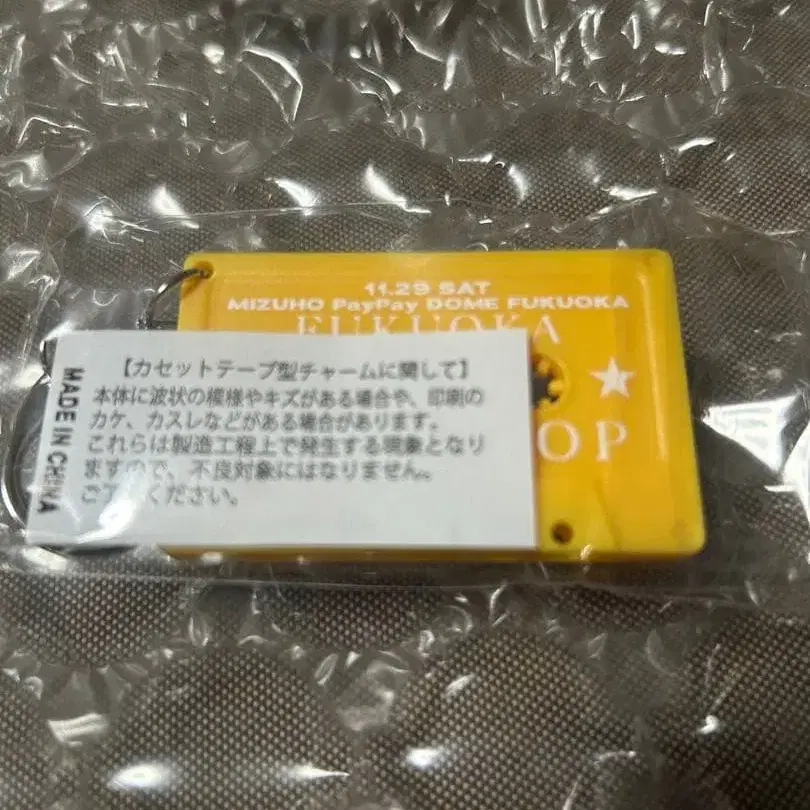 11.29 SAT
MIZUHO PayPay DOME FUKUOKA
FUKUOKA
OP
【カセットテープ型チャームに関して】
本体に波状の模様やキズがある場合や、印刷の
カケ、カスレなどがある場合があります。
これらは製造工程上で発生する現象となり
ますので、不良対象にはなりません。
ください。
MADE IN CHINA